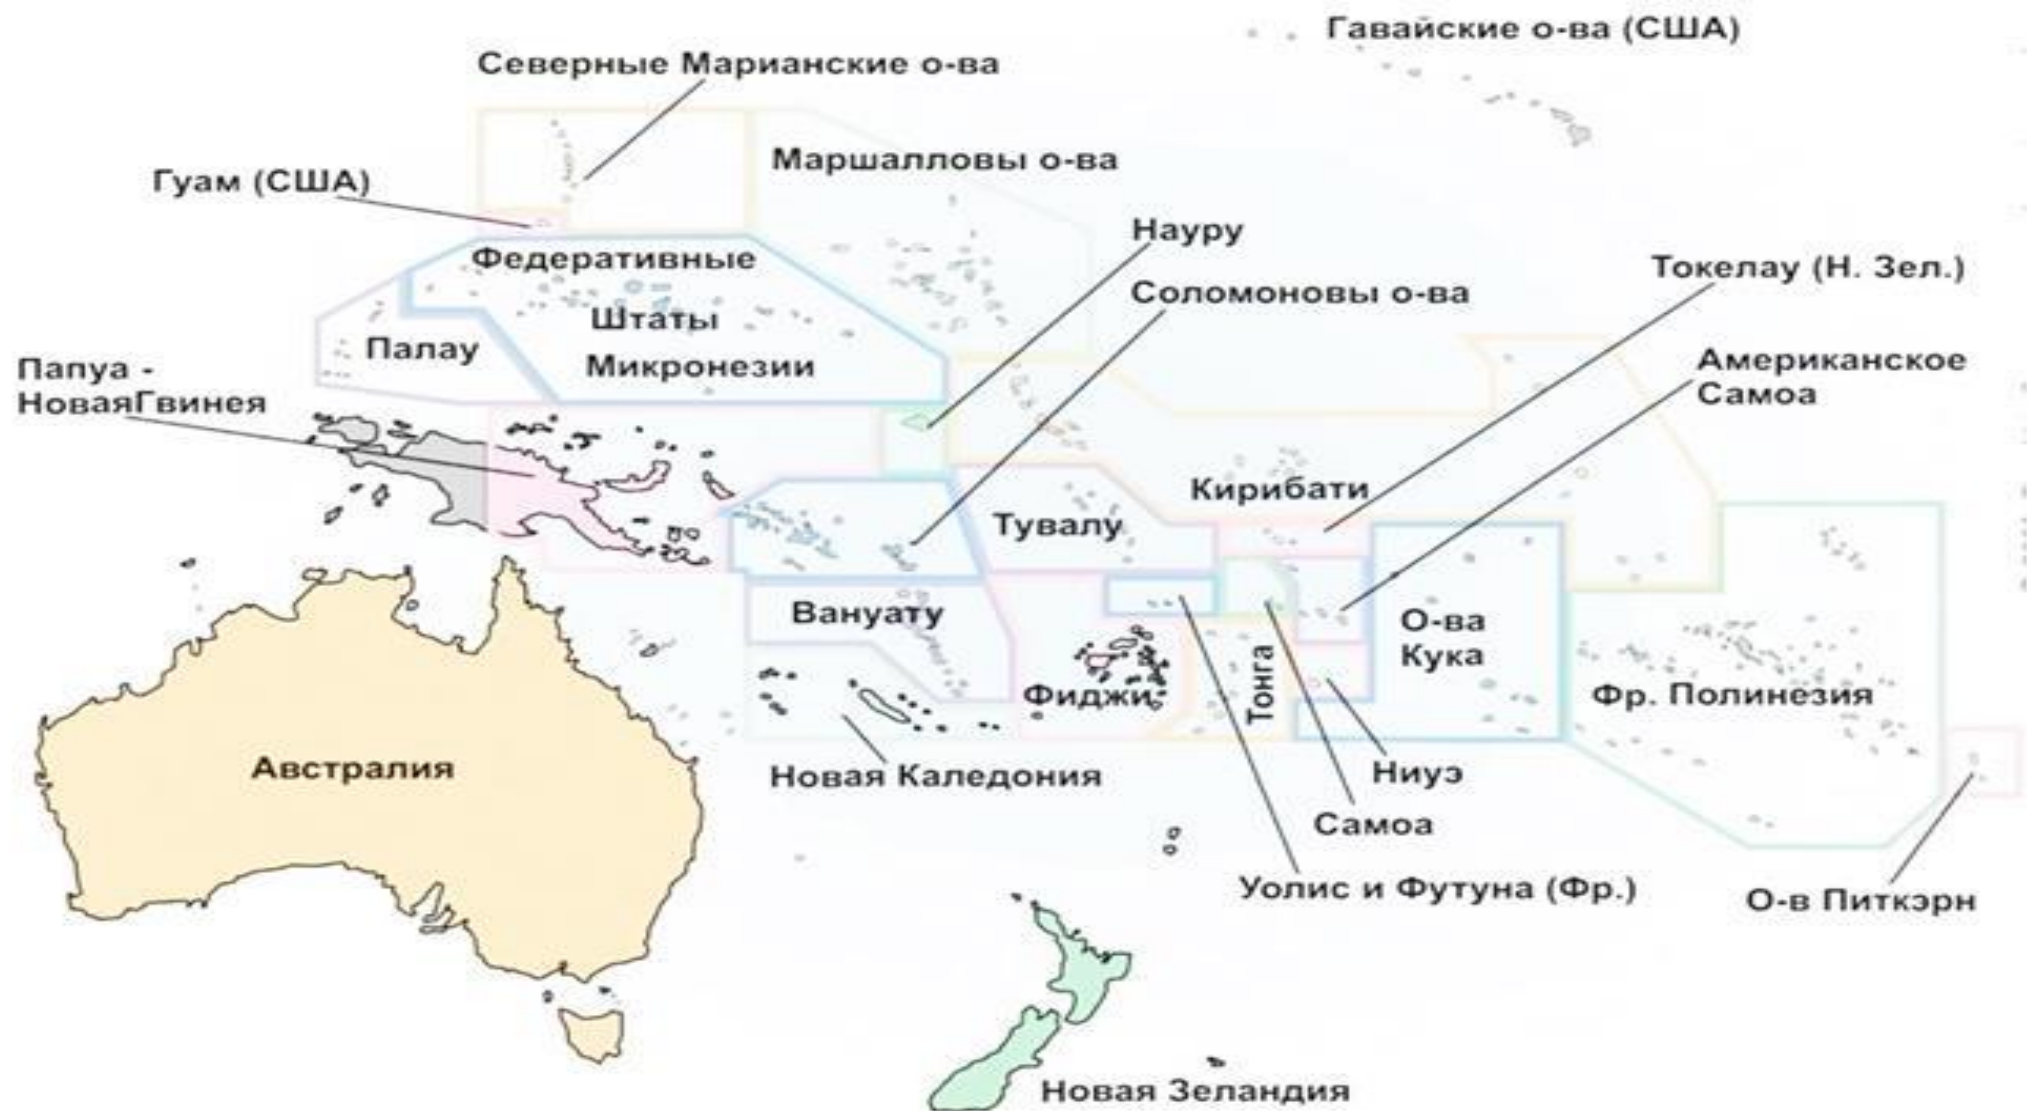 Гавайские о-ва (США)
Северные Марианские о-ва
Маршалловы о-ва
Гуам (США)
Науру
Федеративные
Токелау (Н. Зел.)
Соломоновы о-ва
Штаты
Палау
Микронезии
Американское
Самоа
Папуа -
НоваяГвинея
Кирибати
Тувалу
Вануату
О-ва
Кука
Тонга
Фиджи
Фр. Полинезия
Австралия
Новая Каледония
Ниуэ
Самоа
Уолис и Футуна (Фр.)
О-в Питкэрн
Новая Зеландия